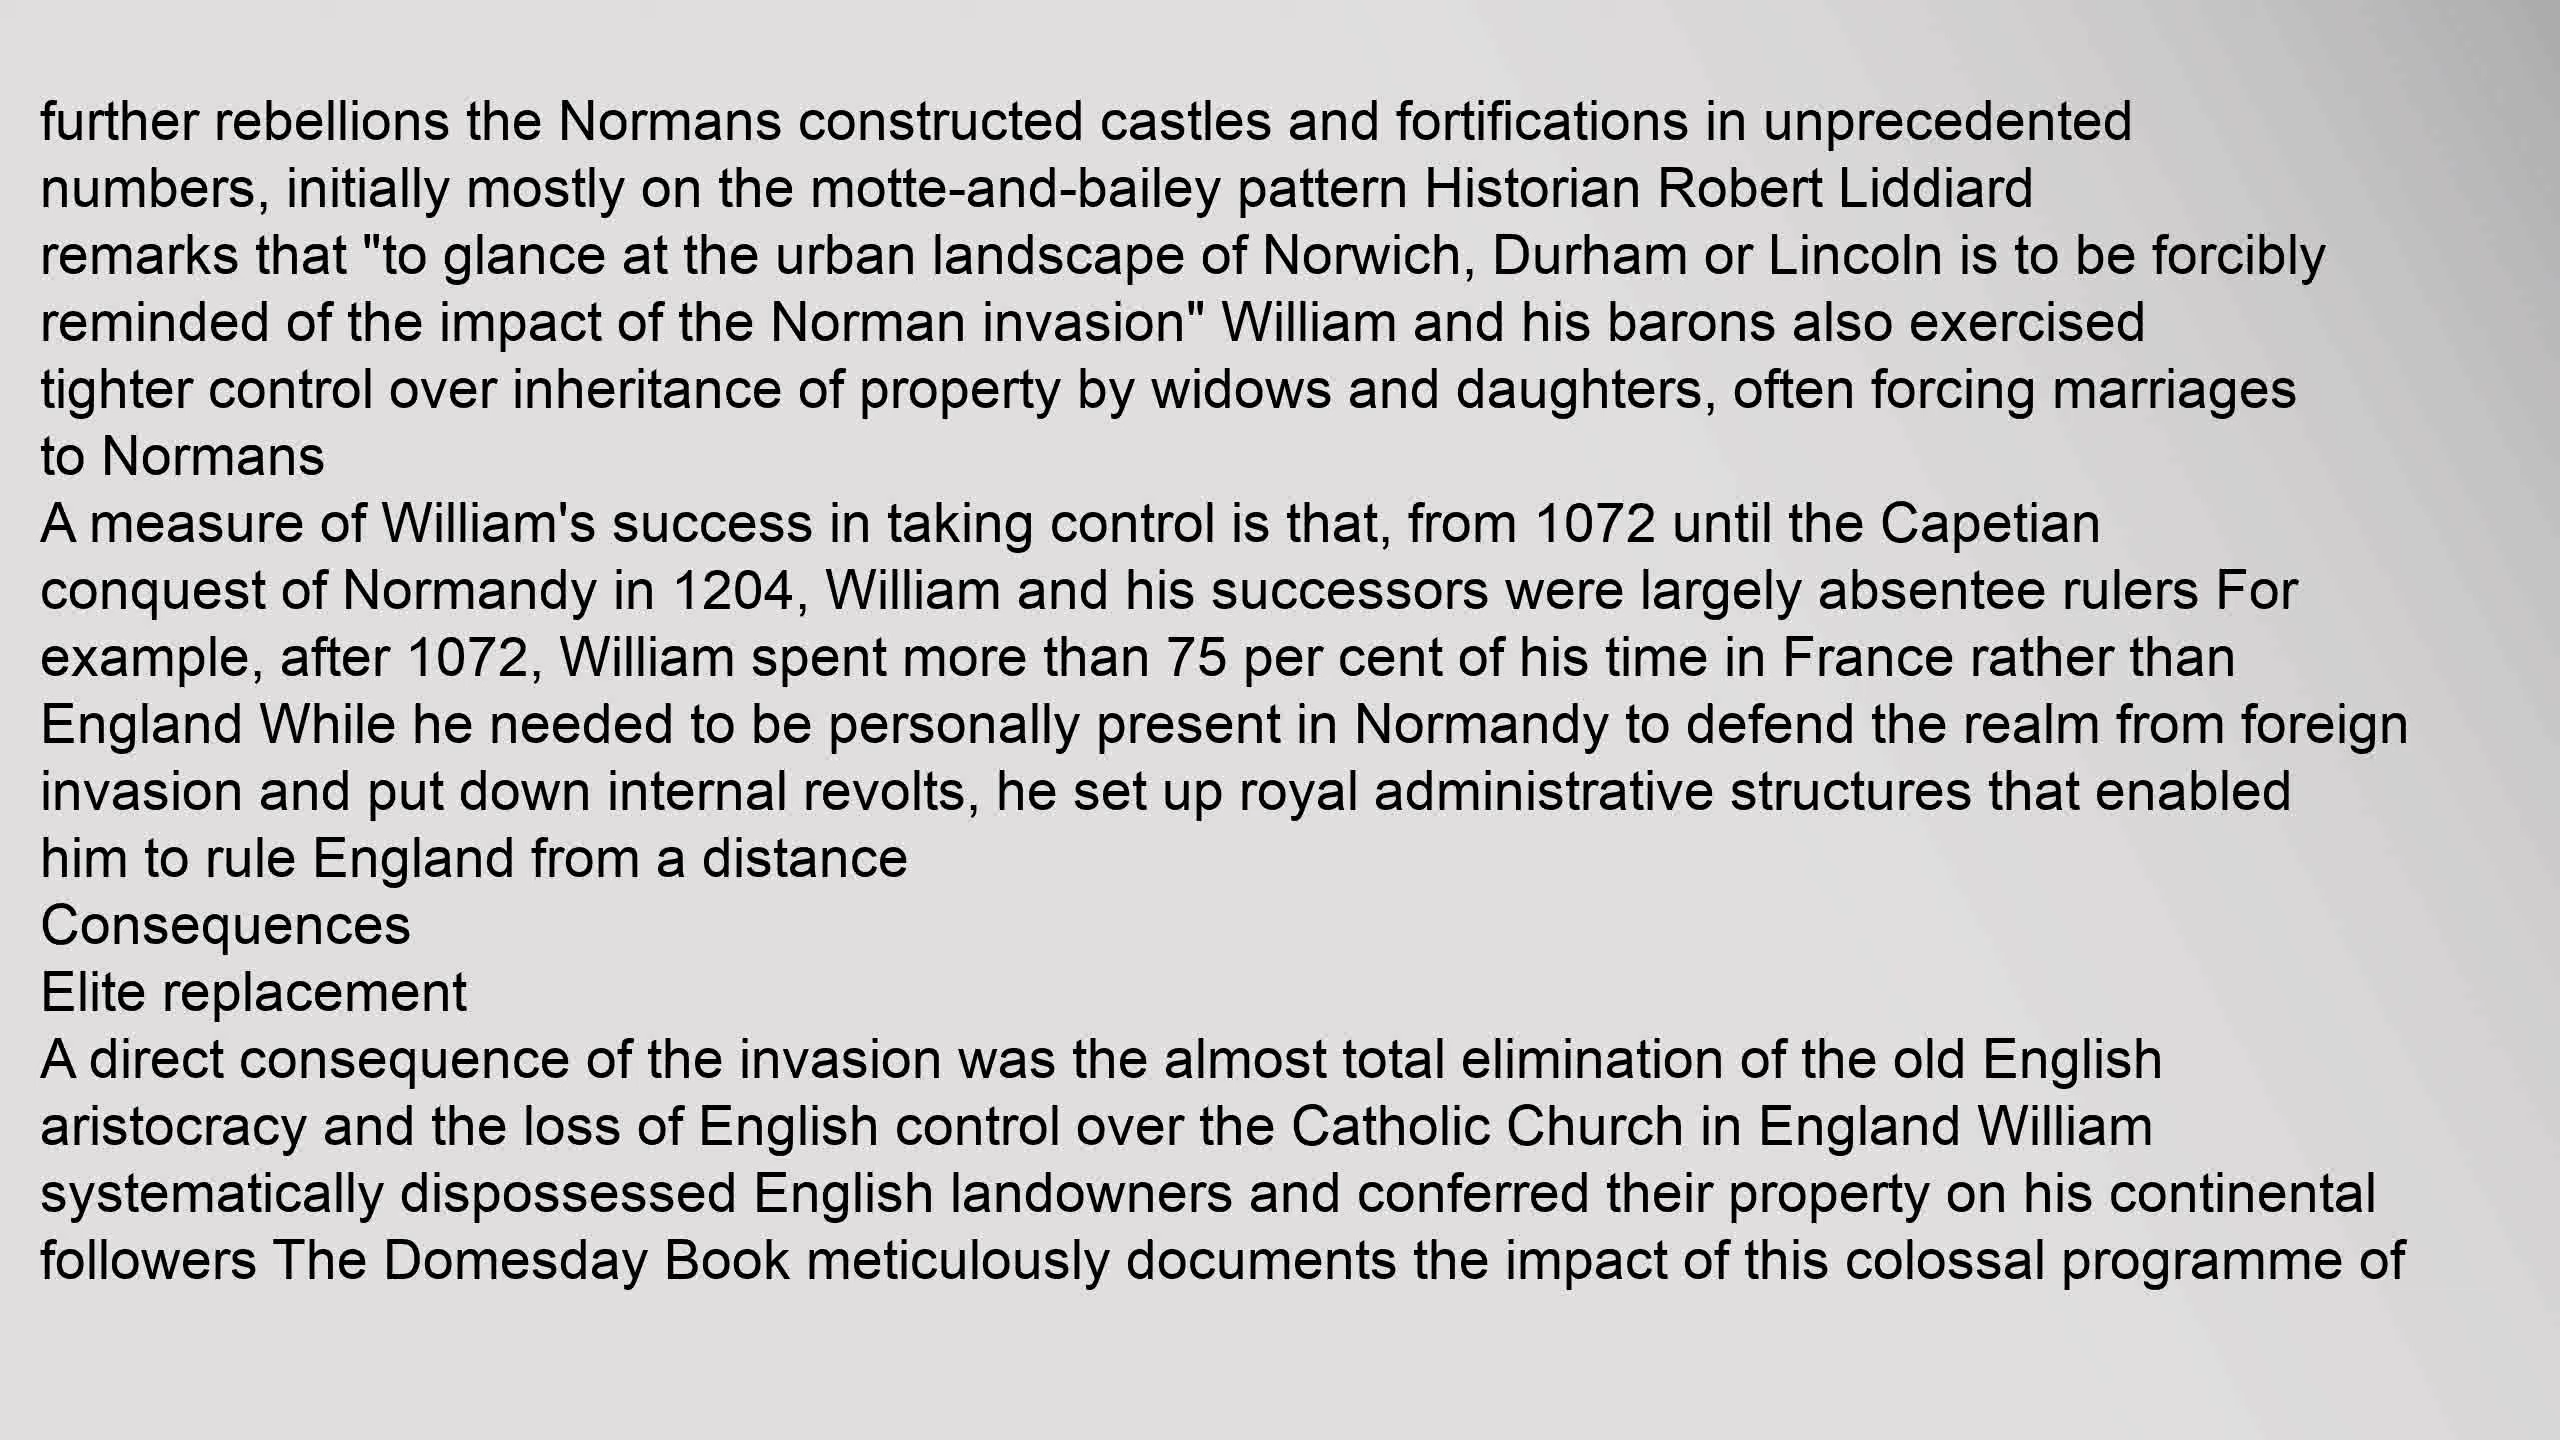 further rebellions the Normans constructed castles and fortifications in unprecedented
numbers, initially mostly on the motte-and-bailey pattern Historian Robert Liddiard
remarks that "to glance at the urban landscape of Norwich, Durham or Lincoln is to be forcibly
reminded of the impact of the Norman invasion" William and his barons also exercised
tighter control over inheritance of property by widows and daughters, often forcing marriages
to Normans
A measure of William's success in taking control is that, from 1072 until the Capetian
conquest of Normandy in 1204, William and his successors were largely absentee rulers For
example, after 1072, William spent more than 75 per cent of his time in France rather than
England While he needed to be personally present in Normandy to defend the realm from foreign
invasion and put down internal revolts, he set up royal administrative structures that enabled
him to rule England from a distance
Consequences
Elite replacement
A direct consequence of the invasion was the almost total elimination of the old English
aristocracy and the loss of English control over the Catholic Church in England William
systematically dispossessed English landowners and conferred their property on his continental
followers The Domesday Book meticulously documents the impact of this colossal programme of